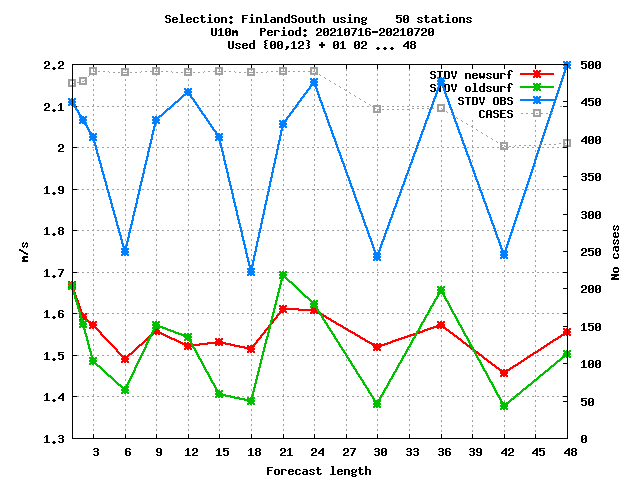 Selection: FinlandSouth using    50 stations
U10m   Period: 20210716-20210720
Used {00,12} + 01 02 ... 48
STDV newsurf
STDV oldsurf
STDV OBS
CASES
2.2
2.1
2
1.9
1.8
1.7
1.6
1.5
1.4
1.3
m/s
500
450
400
350
300
250
200
150
100
50
0
No cases
3 6 9 12 15 18 21 24 27 30 33 36 39 42 45 48
Forecast length